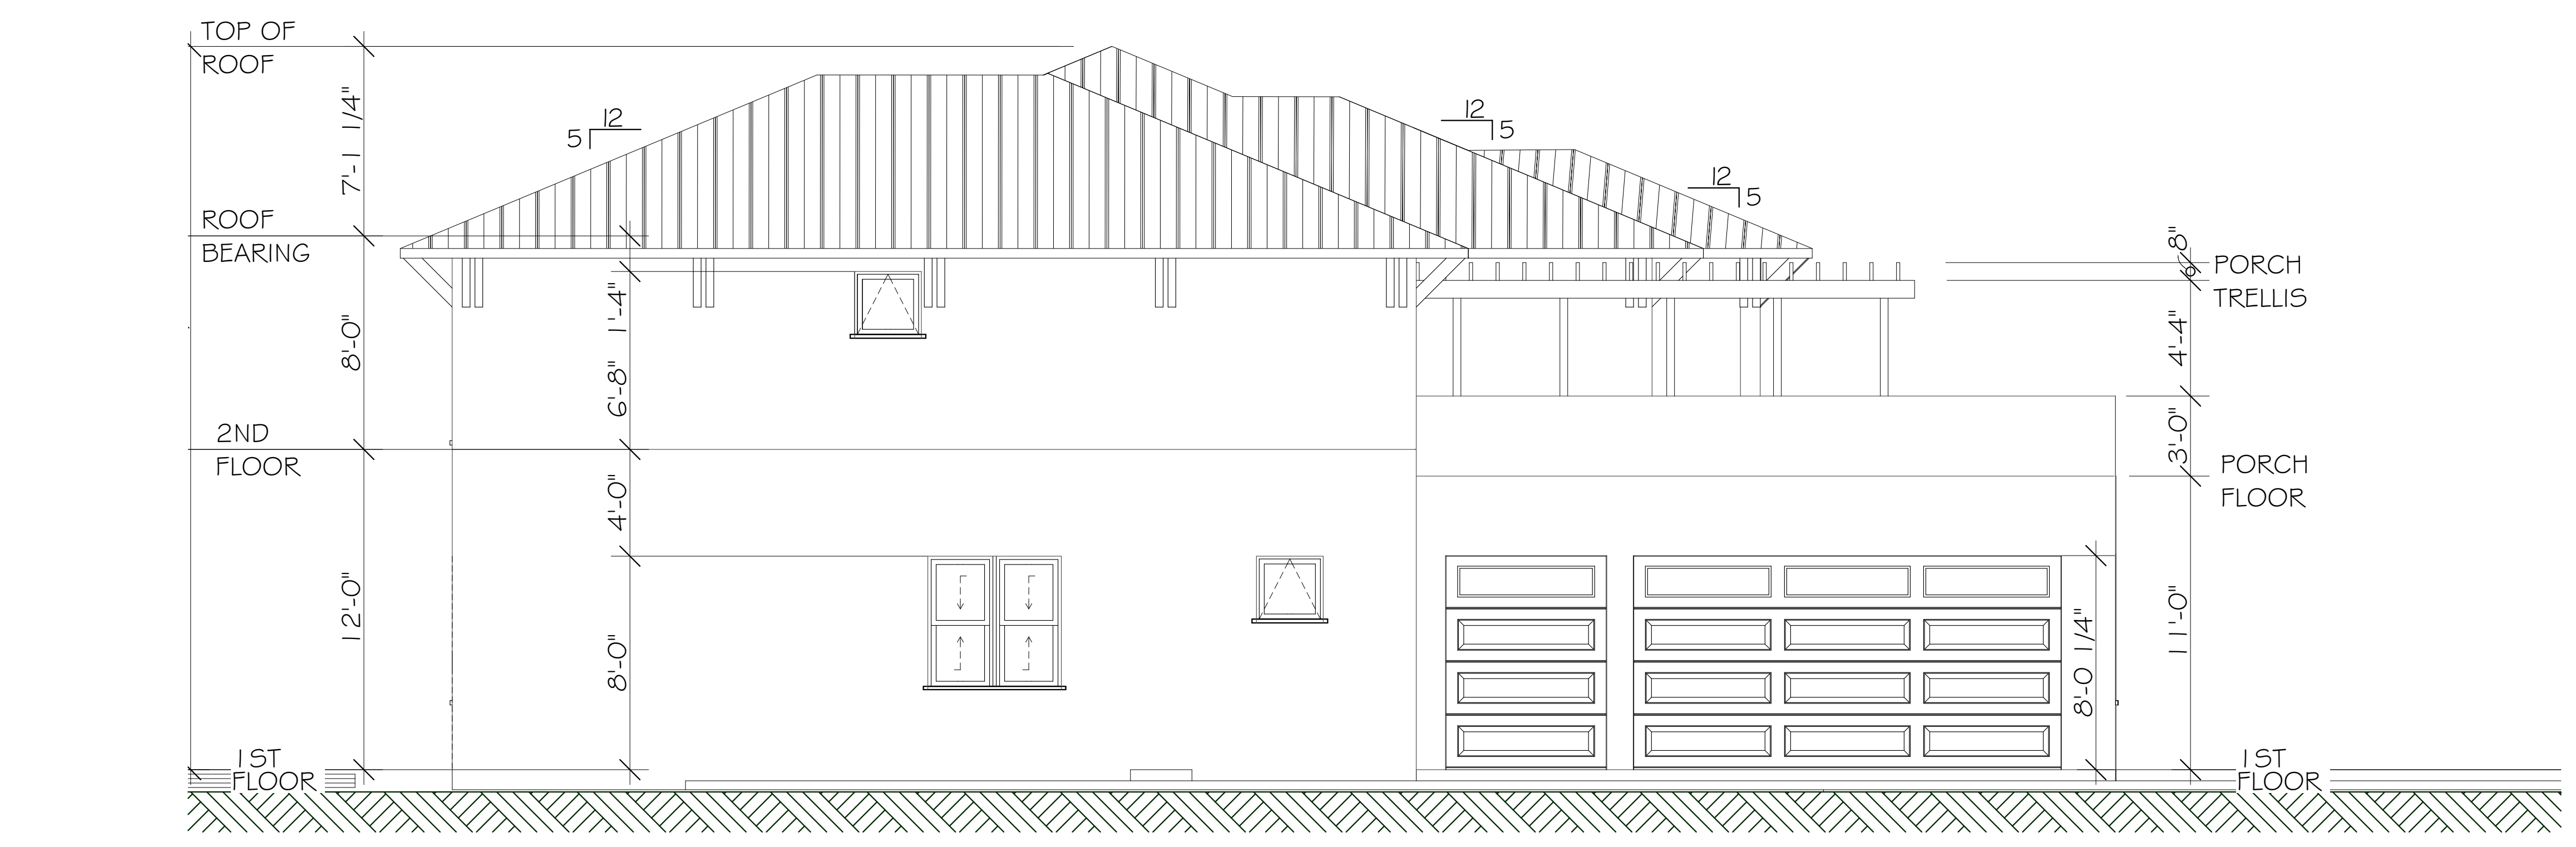 TOP OF
ROOF
7'-1 1/4"
12
5
12
5
12
5
ROOF
BEARING
8"
PORCH
TRELLIS
1'-4"
8'-0"
4'-4"
6'-8"
2ND
FLOOR
3'-0"
PORCH
FLOOR
4'-0"
12'-0"
8'-0"
8'-0 1/4"
11'-0"
1ST
FLOOR
1ST
FLOOR